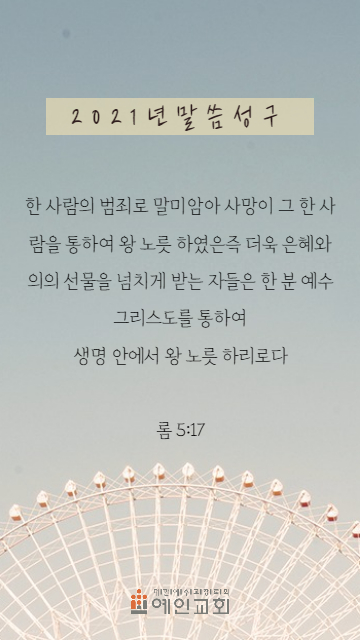 2021년말씀성구
한 사람의 범죄로 말미암아 사망이 그 한 사
람을 통하여 왕 노릇 하였은즉 더욱 은혜와
의의 선물을 넘치게 받는 자들은 한 분 예수
그리스도를 통하여
생명 안에서 왕 노릇 하리로다
롬 5:17
예인교회